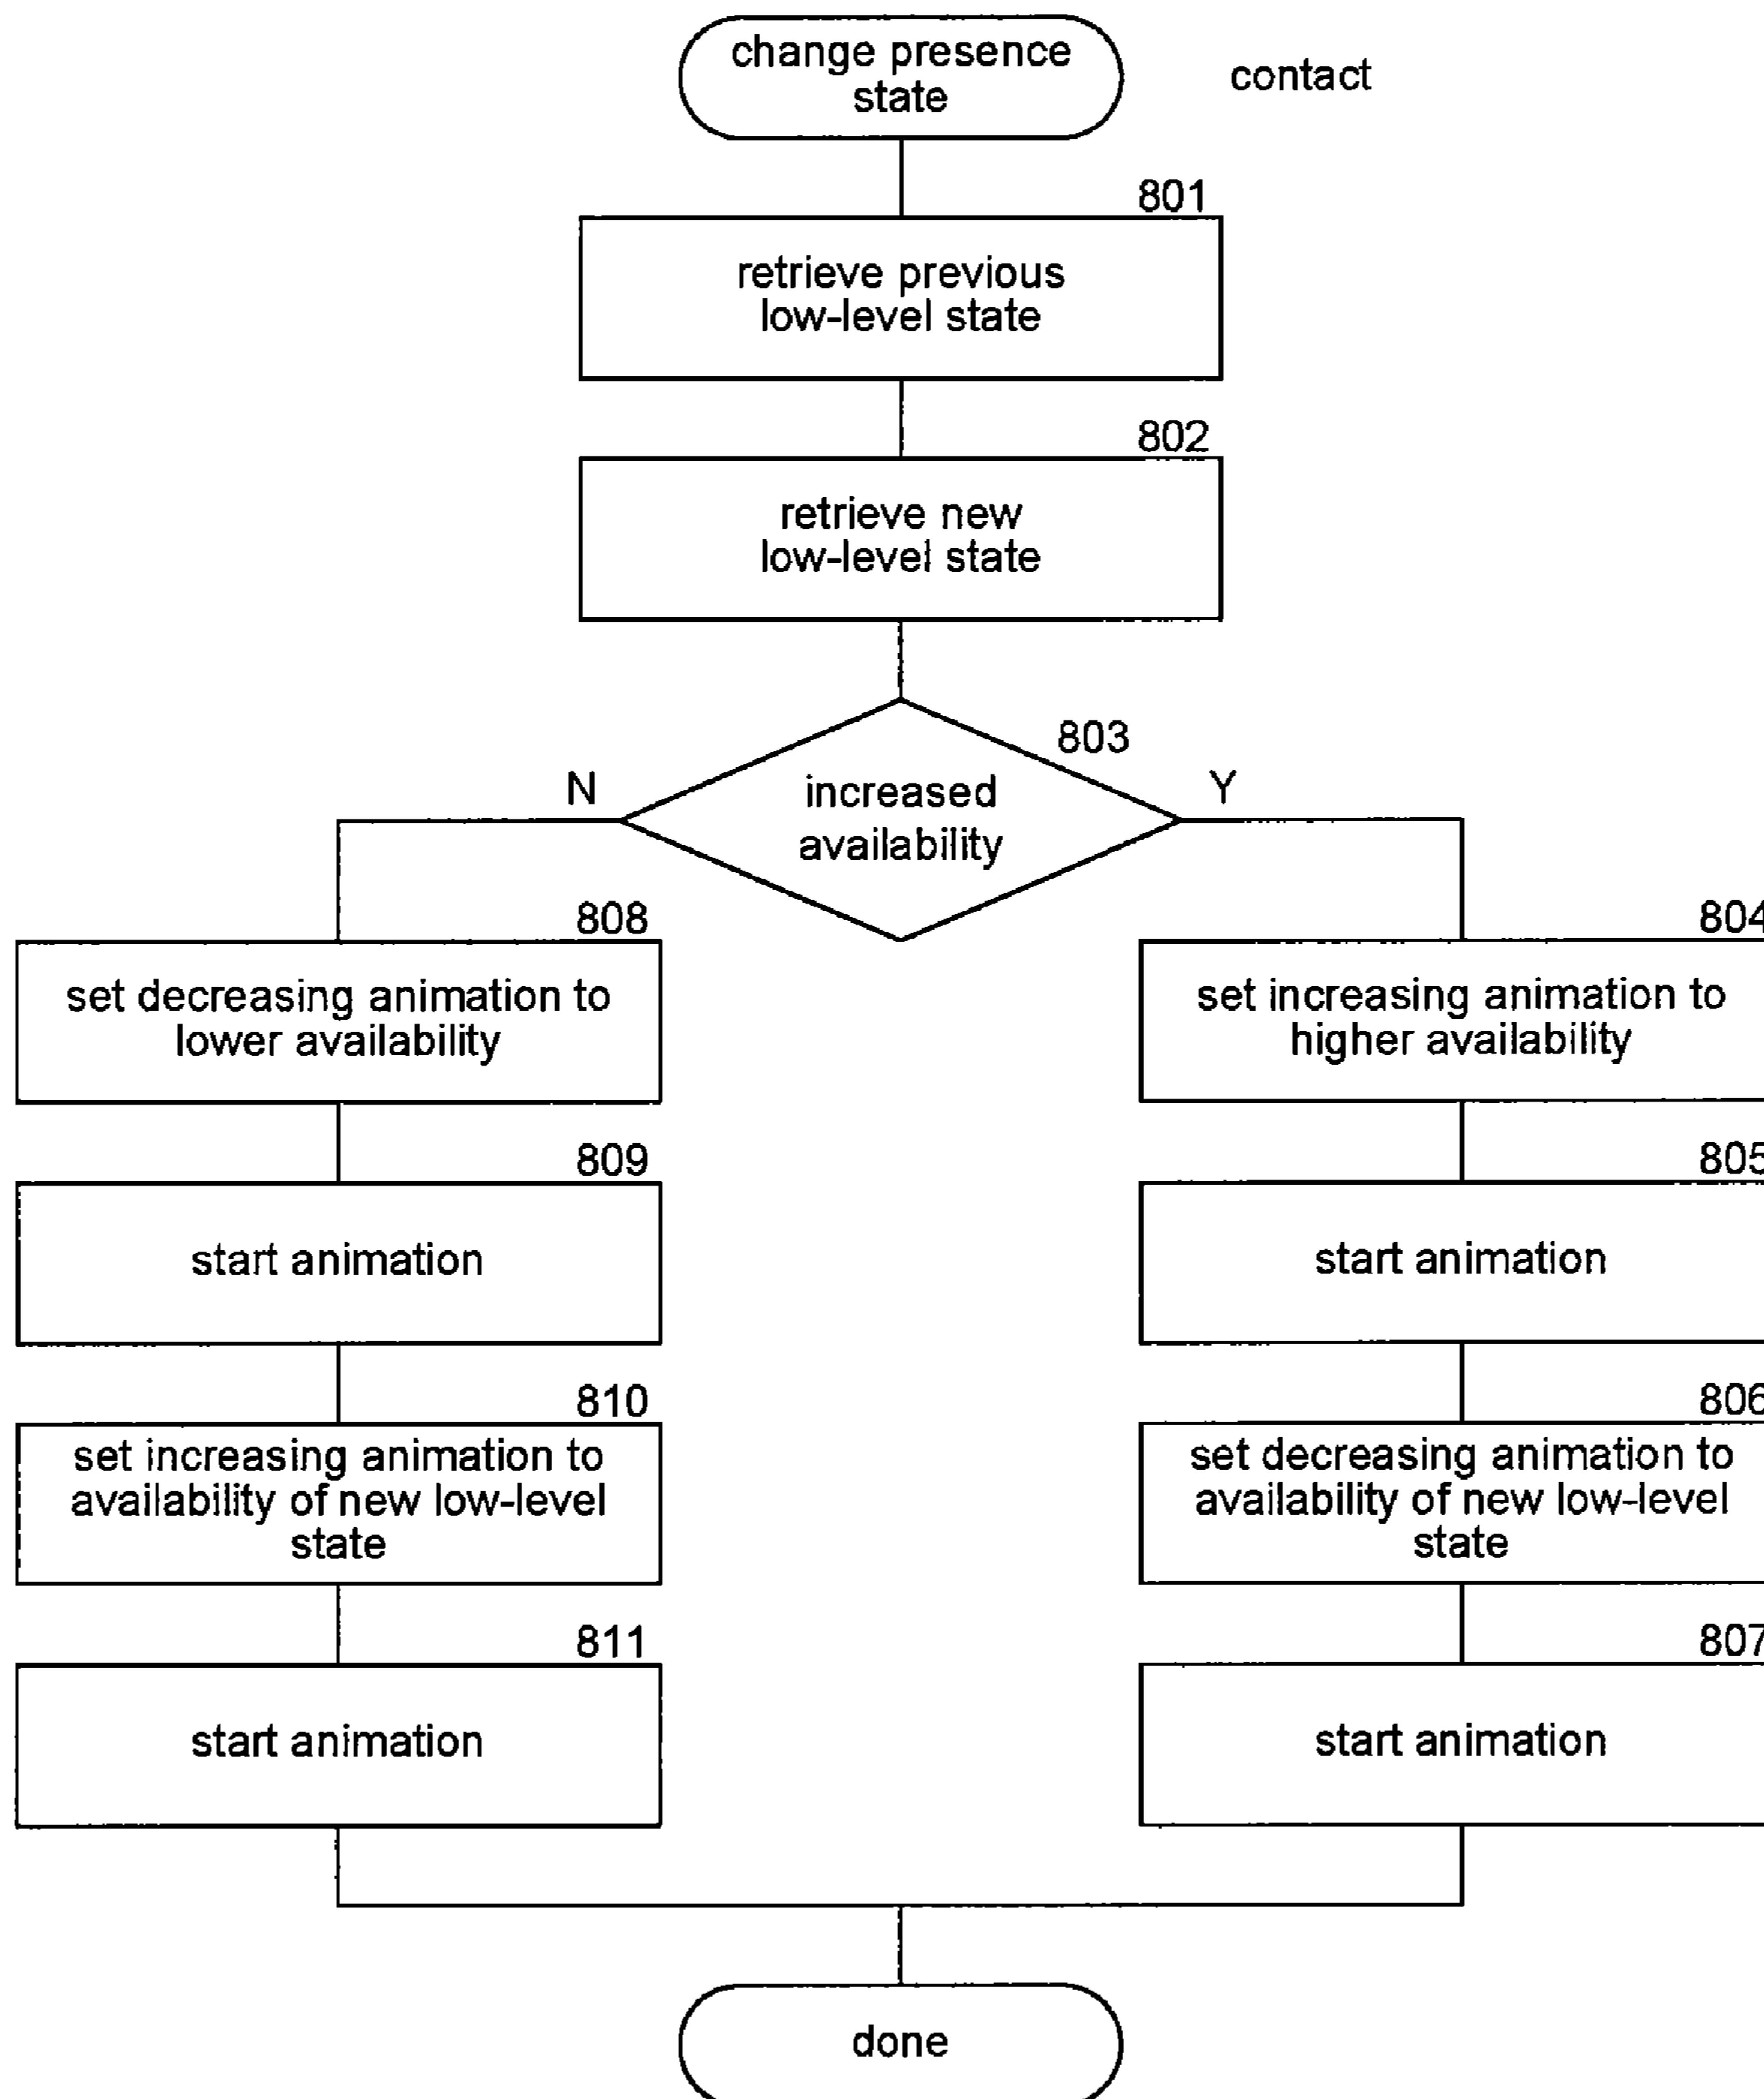 change presence
state
contact
801
retrieve previous
low-level state
802
retrieve new
low-level state
803
increased
availability
N
Y
808
set decreasing animation to
lower availability
804
set increasing animation to
higher availability
809
start animation
805
start animation
810
set increasing animation to
availability of new low-level
state
806
set decreasing animation to
availability of new low-level
state
811
start animation
807
start animation
done